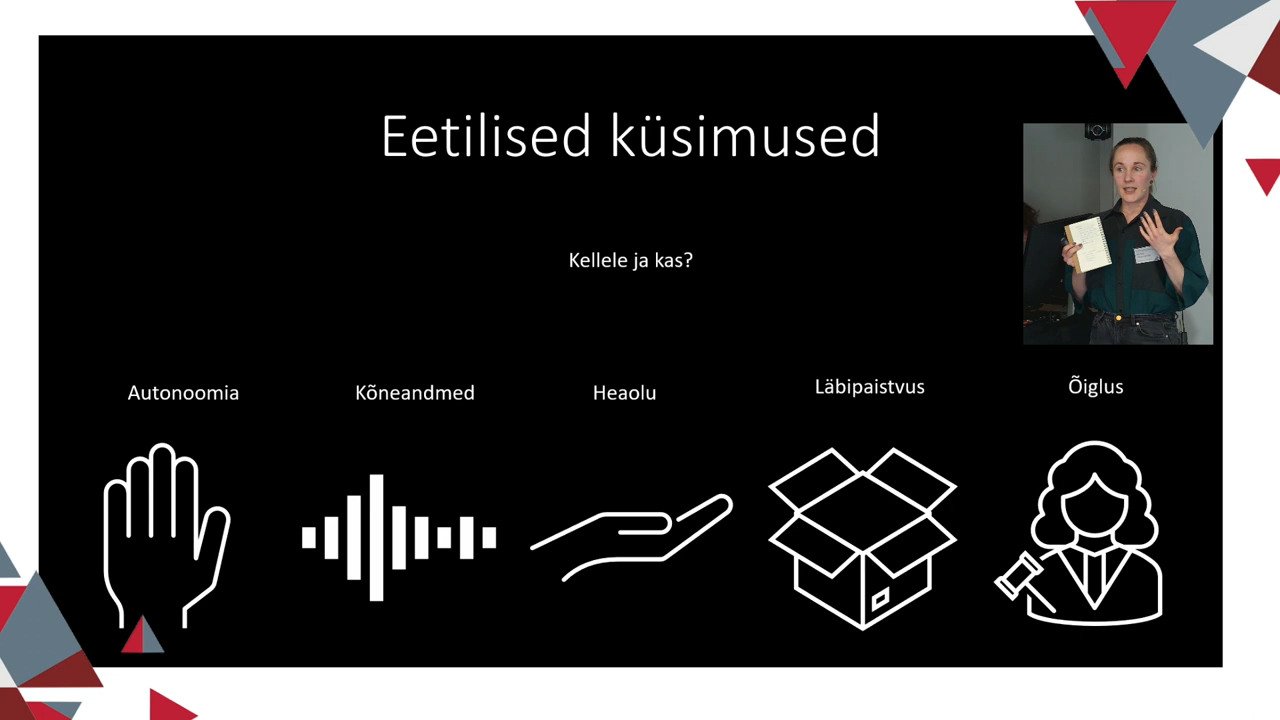 Eetilised küsimused
Kellele ja kas?
Autonoomia
Kõneandmed
Heaolu
Läbipaistvus
Õiglus